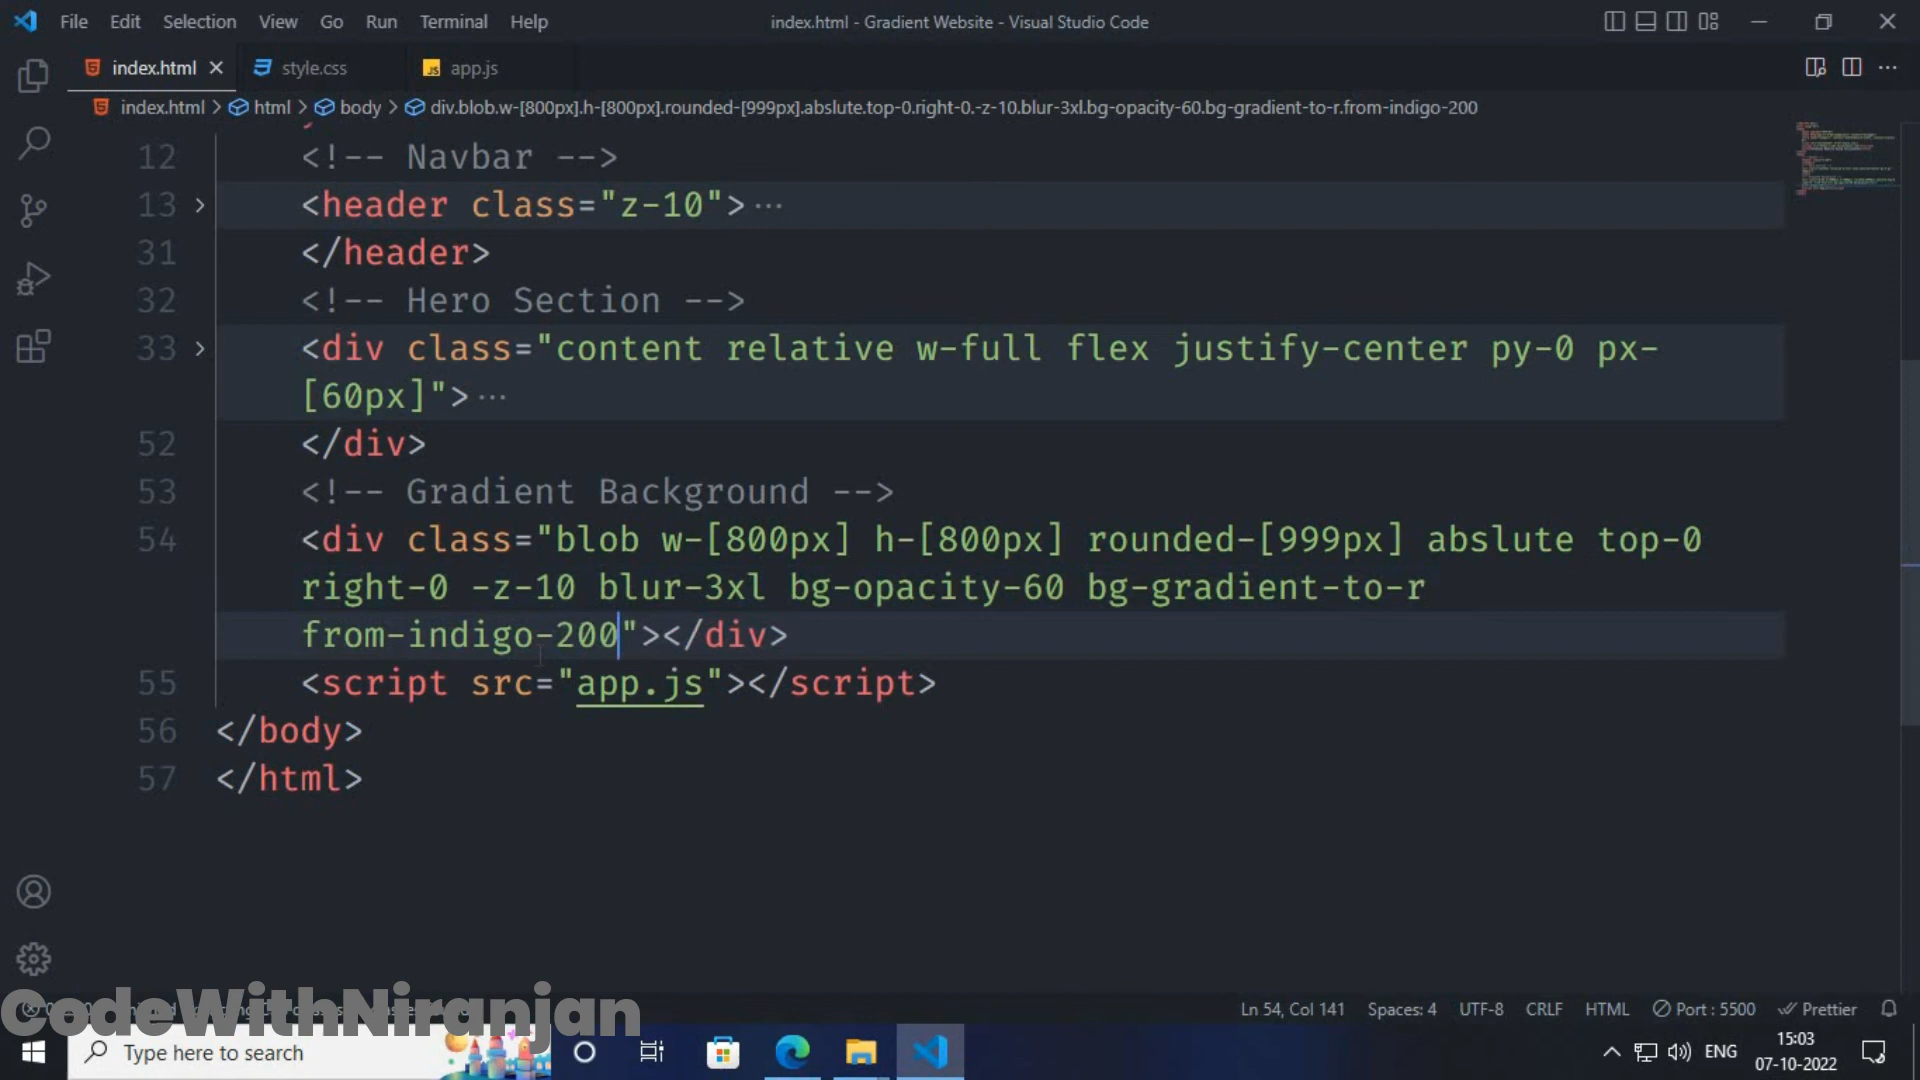 File Edit Selection View Go Run Terminal Help
index.html - Gradient Website - Visual Studio Code
index.html style.css app.js
index.html > html > body > div.blob.w-[800px].h-[800px].rounded-[999px].abslute.top-0.right-0.-z-10.blur-3xl.bg-opacity-60.bg-gradient-to-r.from-indigo-200
12 <!-- Navbar -->
13 <header class="z-10">···
31 </header>
32 <!-- Hero Section -->
33 <div class="content relative w-full flex justify-center py-0 px-
[60px]">···
52 </div>
53 <!-- Gradient Background -->
54 <div class="blob w-[800px] h-[800px] rounded-[999px] abslute top-0
right-0 -z-10 blur-3xl bg-opacity-60 bg-gradient-to-r
from-indigo-200"></div>
55 <script src="app.js"></script>
56 </body>
57 </html>
CodeWithNiranjan
Ln 54, Col 141 Spaces: 4 UTF-8 CRLF HTML Port : 5500 Prettier
Type here to search
ENG
15:03
07-10-2022